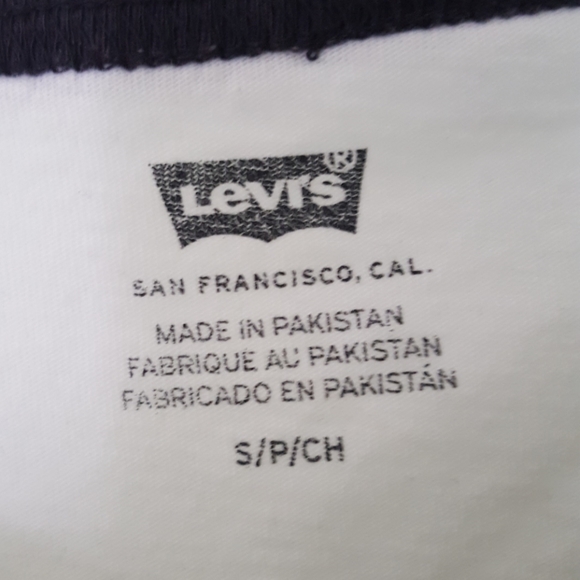 Levi's®
SAN FRANCISCO, CAL.
MADE IN PAKISTAN
FABRIQUE AU PAKISTAN
FABRICADO EN PAKISTÁN
S/P/CH